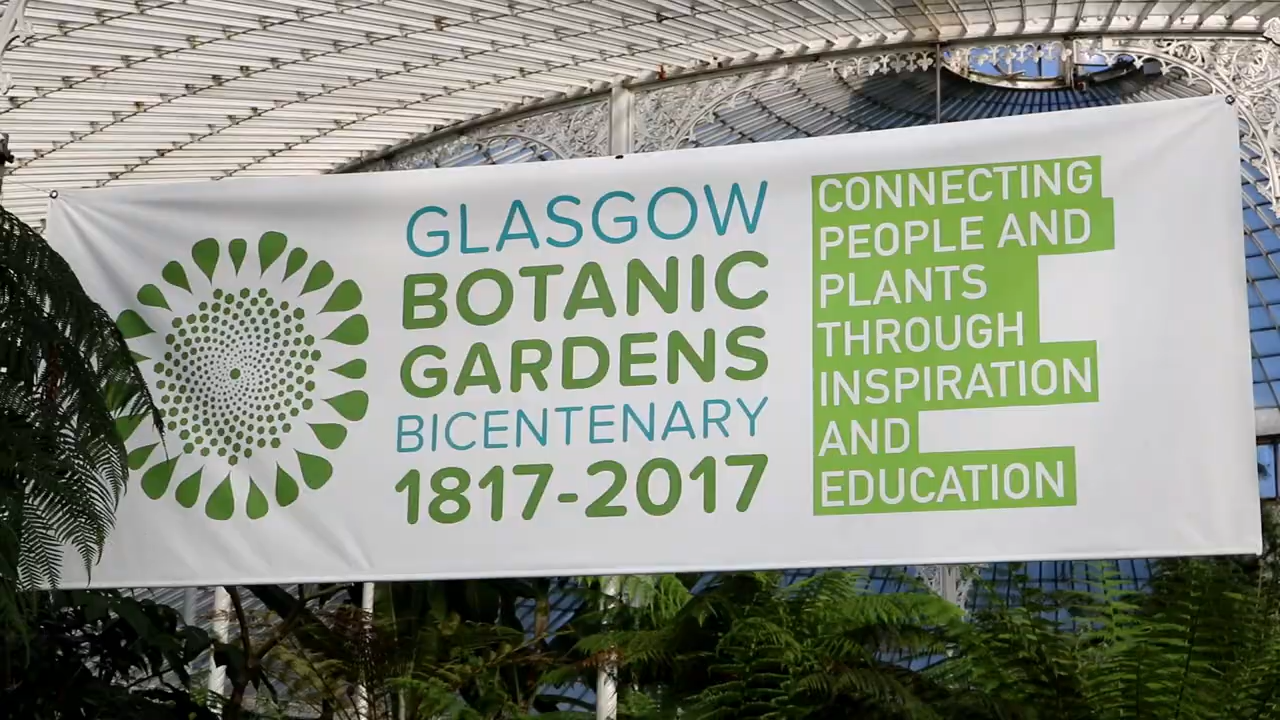 GLASGOW
BOTANIC
GARDENS
BICENTENARY
1817-2017
CONNECTING
PEOPLE AND
PLANTS
THROUGH
INSPIRATION
AND
EDUCATION